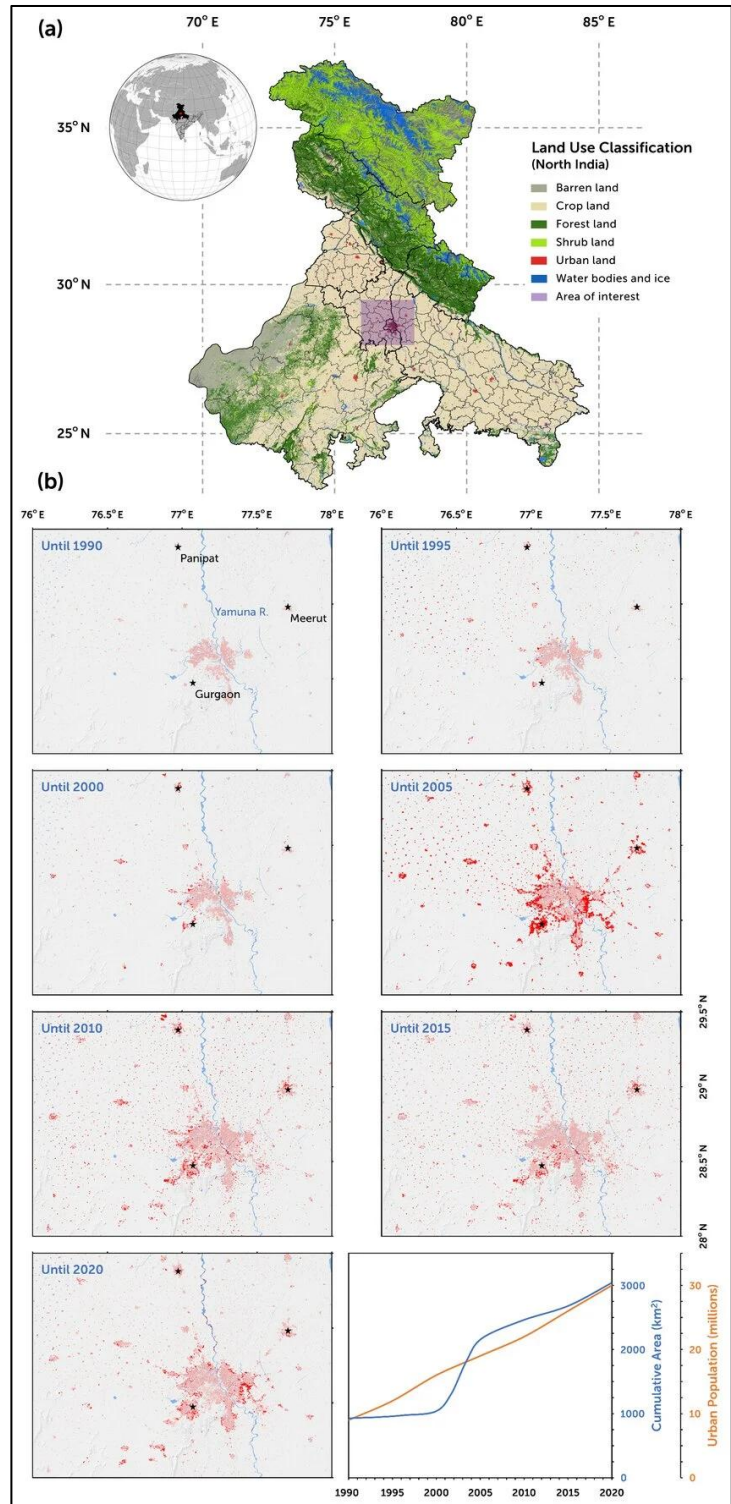 (a)
70° E 75° E 80° E 85° E
35° N
30° N
25° N
Land Use Classification
(North India)
Barren land
Crop land
Forest land
Shrub land
Urban land
Water bodies and ice
Area of interest
(b)
76° E 76.5° E 77° E 77.5° E 78° E
76° E 76.5° E 77° E 77.5° E 78° E
Until 1990
Panipat
Yamuna R.
Meerut
Gurgaon
Until 1995
Until 2000
Until 2005
Until 2010
Until 2015
29.5° N
29° N
28.5° N
28° N
Until 2020
3000
2000
1000
0
Cumulative Area (km²)
30
20
10
0
Urban Population (millions)
1990 1995 2000 2005 2010 2015 2020